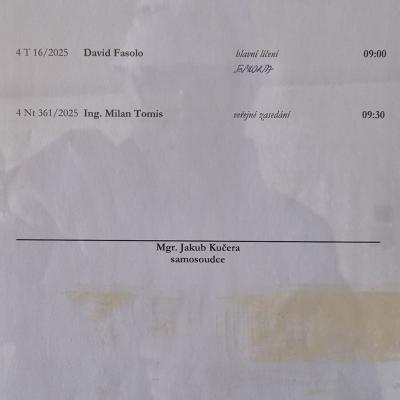 4 T 16/2025 David Fasolo hlavní líčení 09:00
4 Nt 361/2025 Ing. Milan Tomis veřejné zasedání 09:30
Mgr. Jakub Kučera
samosoudce